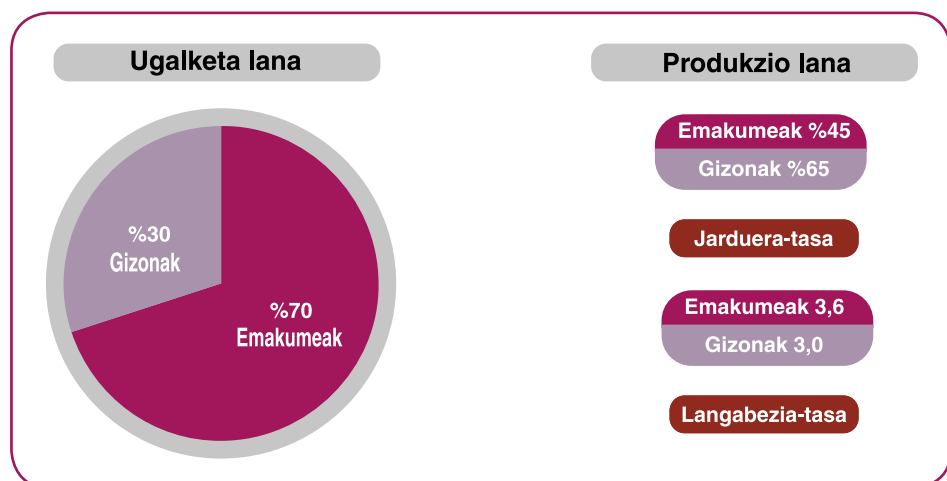 Ugalketa lana
%30
Gizonak
%70
Emakumeak
Produkzio lana
Emakumeak %45
Gizonak %65
Jarduera-tasa
Emakumeak 3,6
Gizonak 3,0
Langabezia-tasa